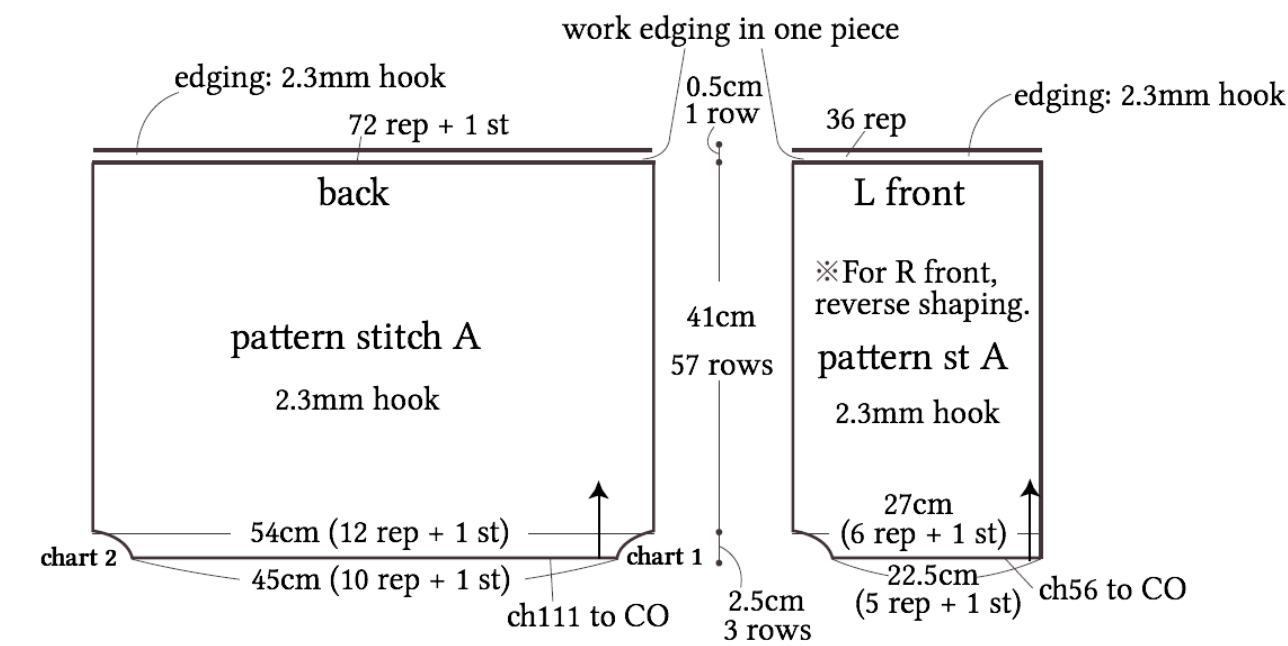 work edging in one piece
edging: 2.3mm hook
72 rep + 1 st
0.5cm
1 row
36 rep
edging: 2.3mm hook
back
pattern stitch A
2.3mm hook
41cm
57 rows
L front
※For R front,
reverse shaping.
pattern st A
2.3mm hook
54cm (12 rep + 1 st)
chart 2
chart 1
45cm (10 rep + 1 st)
ch111 to CO
2.5cm
3 rows
27cm
(6 rep + 1 st)
22.5cm
(5 rep + 1 st)
ch56 to CO